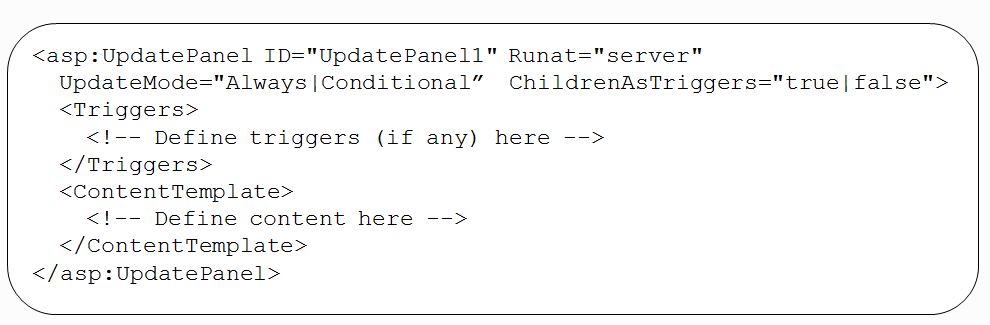 <asp:UpdatePanel ID="UpdatePanel1" Runat="server"
UpdateMode="Always|Conditional” ChildrenAsTriggers="true|false">
<Triggers>
<!-- Define triggers (if any) here -->
</Triggers>
<ContentTemplate>
<!-- Define content here -->
</ContentTemplate>
</asp:UpdatePanel>